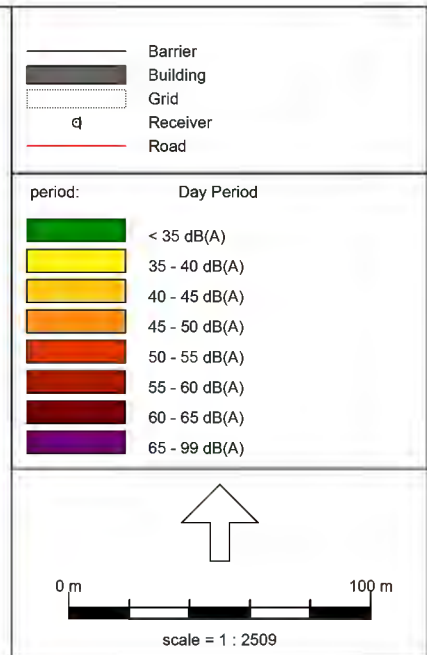 Barrier
Building
Grid
Receiver
Road
period: Day Period
< 35 dB(A)
35 - 40 dB(A)
40 - 45 dB(A)
45 - 50 dB(A)
50 - 55 dB(A)
55 - 60 dB(A)
60 - 65 dB(A)
65 - 99 dB(A)
0 m 100 m
scale = 1 : 2509